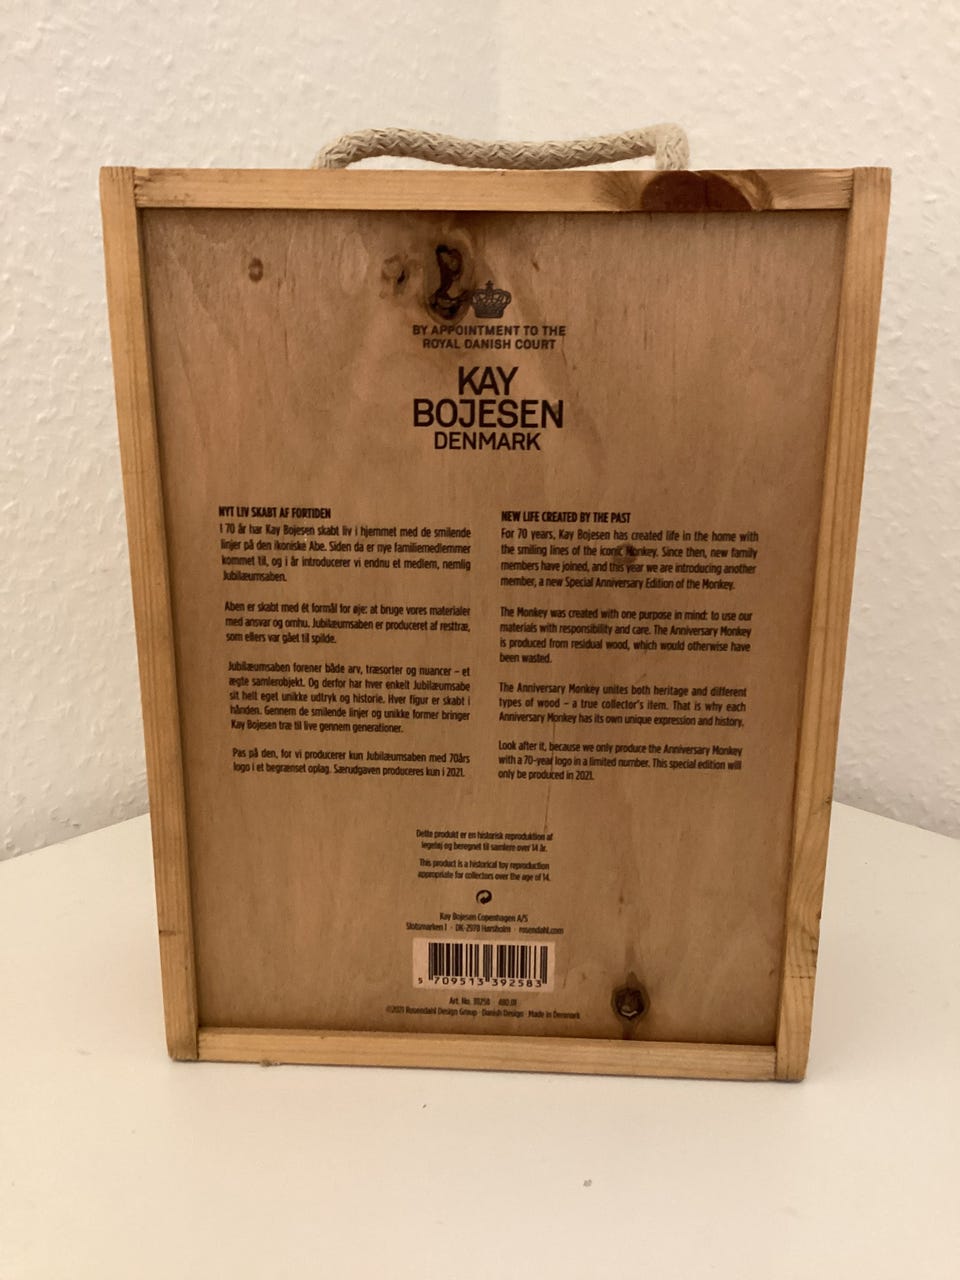 BY APPOINTMENT TO THE
ROYAL DANISH COURT
KAY
BOJESEN
DENMARK
NYT LIV SKABT AF FORTIDEN
I 70 år har Kay Bojesen skabt liv i hjemmet med de smilende
linjer på den ikoniske Abe. Siden da er nye familiemedlemmer
kommet til, og i år introducerer vi endnu et medlem, nemlig
Jubilæumsaben.
Aben er skabt med ét formål for øje: at bruge vores materialer
med ansvar og omhu. Jubilæumsaben er produceret af resttræ,
som ellers var gået til spilde.
Jubilæumsaben forener både arv, træsorter og nuancer – et
ægte samlerobjekt. Og derfor har hver enkelt Jubilæumsabe
sit helt eget unikke udtryk og historie. Hver figur er skabt i
hånden. Gennem de smilende linjer og unikke former bringer
Kay Bojesen træ til live gennem generationer.
Pas på den, for vi producerer kun Jubilæumsaben med 70års
logo i et begrænset oplag. Særudgaven produceres kun i 2021.
NEW LIFE CREATED BY THE PAST
For 70 years, Kay Bojesen has created life in the home with
the smiling lines of the iconic Monkey. Since then, new family
members have joined, and this year we are introducing another
member, a new Special Anniversary Edition of the Monkey.
The Monkey was created with one purpose in mind: to use our
materials with responsibility and care. The Anniversary Monkey
is produced from residual wood, which would otherwise have
been wasted.
The Anniversary Monkey unites both heritage and different
types of wood – a true collector's item. That is why each
Anniversary Monkey has its own unique expression and history.
Look after it, because we only produce the Anniversary Monkey
with a 70-year logo in a limited number. This special edition will
only be produced in 2021.
Dette produkt er en historisk reproduktion af
legetøj og beregnet til samlere over 14 år.
This product is a historical toy reproduction
appropriate for collectors over the age of 14.
Kay Bojesen Copenhagen A/S
Slotsmarken 1 · DK-2970 Hørsholm · rosendahl.com
5 709513 392583
Art. No. 39258 · 480.01
©2021 Rosendahl Design Group · Danish Design · Made in Denmark